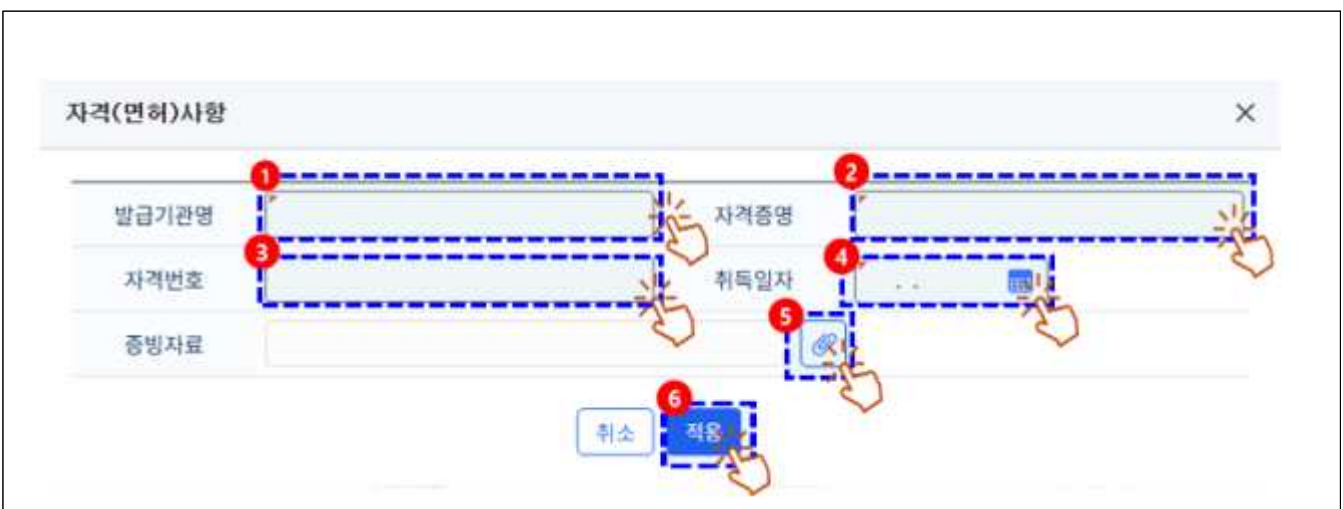 자격(면허)사항
1 2
발급기관명 자격증명
3 4
자격번호 취득일자 . .
5
증빙자료
6
취소 적용